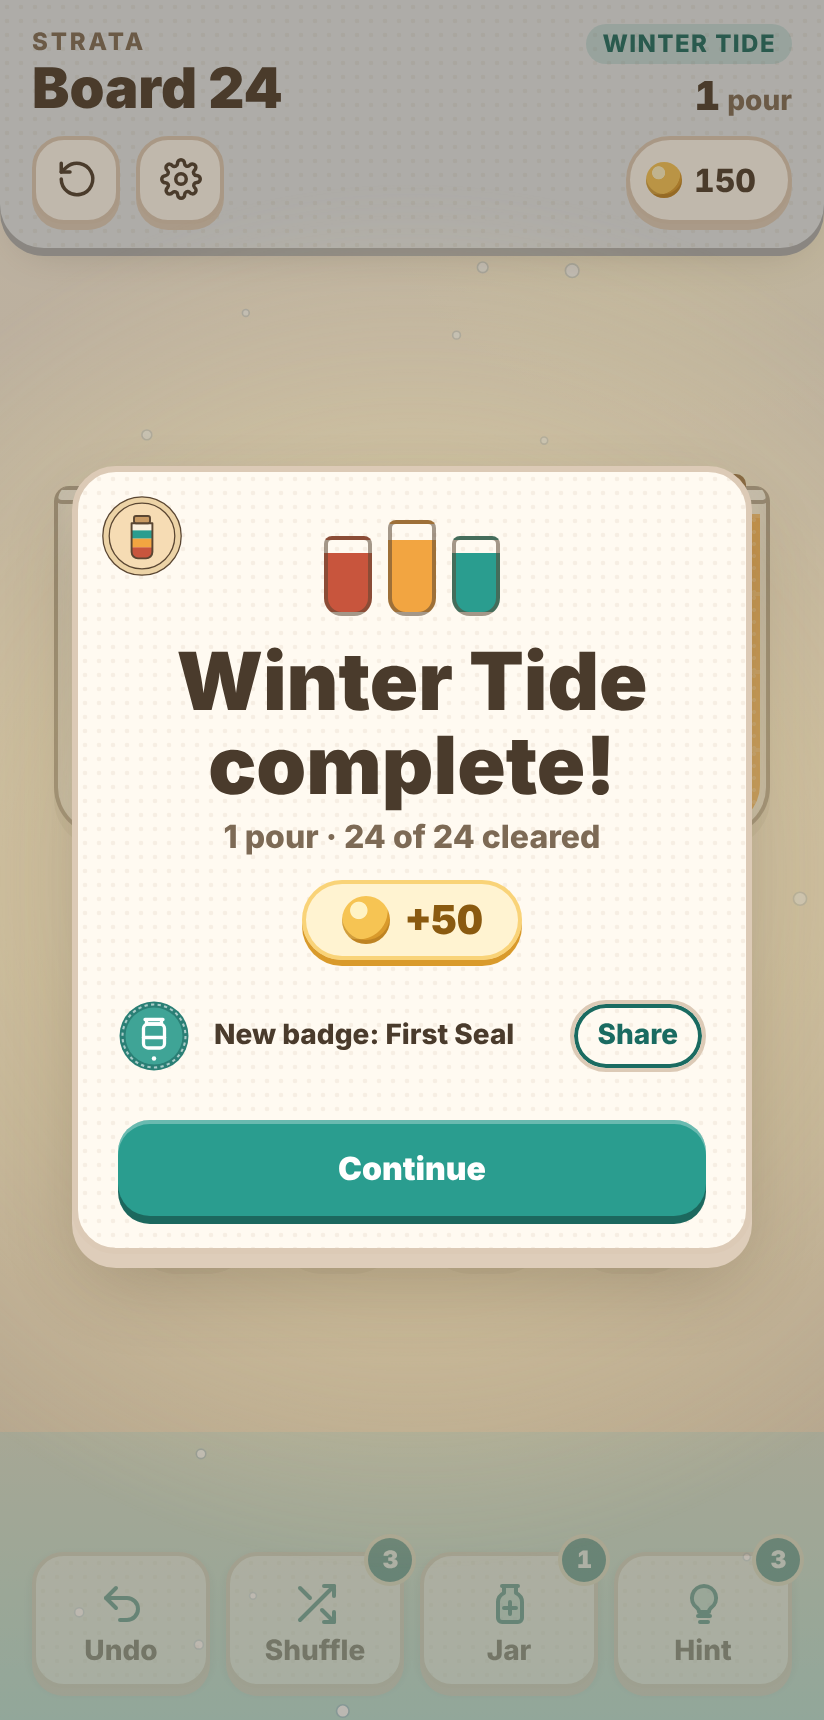 STRATA
WINTER TIDE
Board 24
1 pour
150
Winter Tide
complete!
1 pour · 24 of 24 cleared
+50
New badge: First Seal
Share
Continue
3
1
3
Undo
Shuffle
Jar
Hint